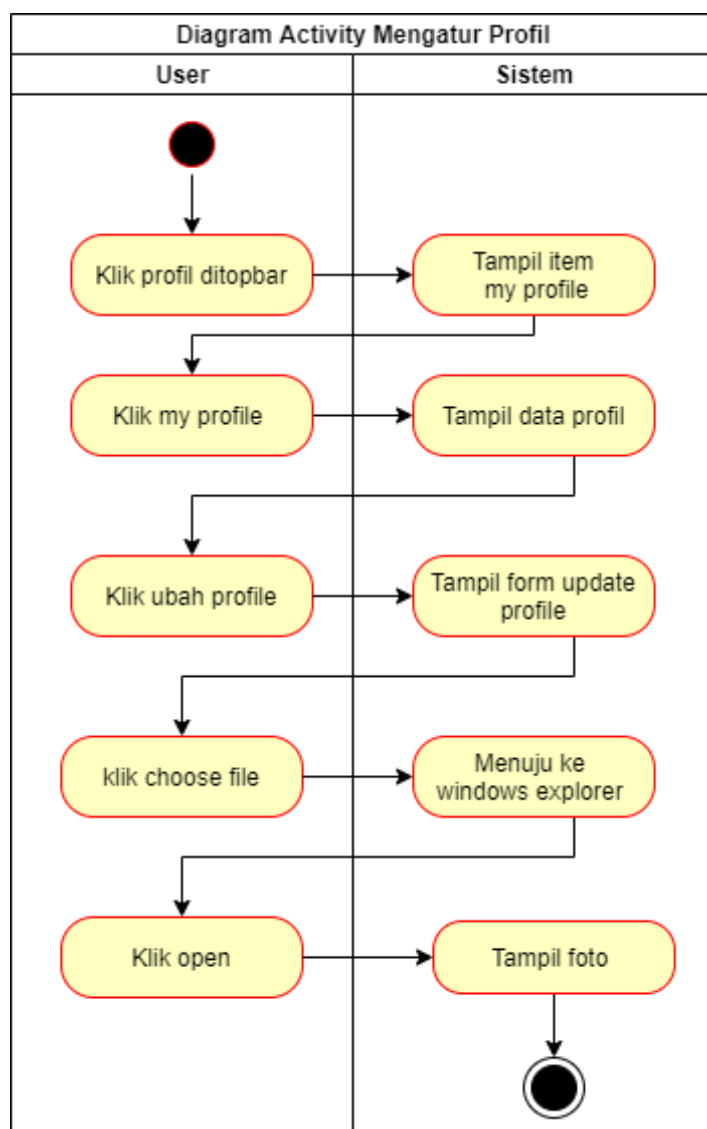 Diagram Activity Mengatur Profil
User
Sistem
Klik profil ditopbar
Tampil item
my profile
Klik my profile
Tampil data profil
Klik ubah profile
Tampil form update
profile
klik choose file
Menuju ke
windows explorer
Klik open
Tampil foto